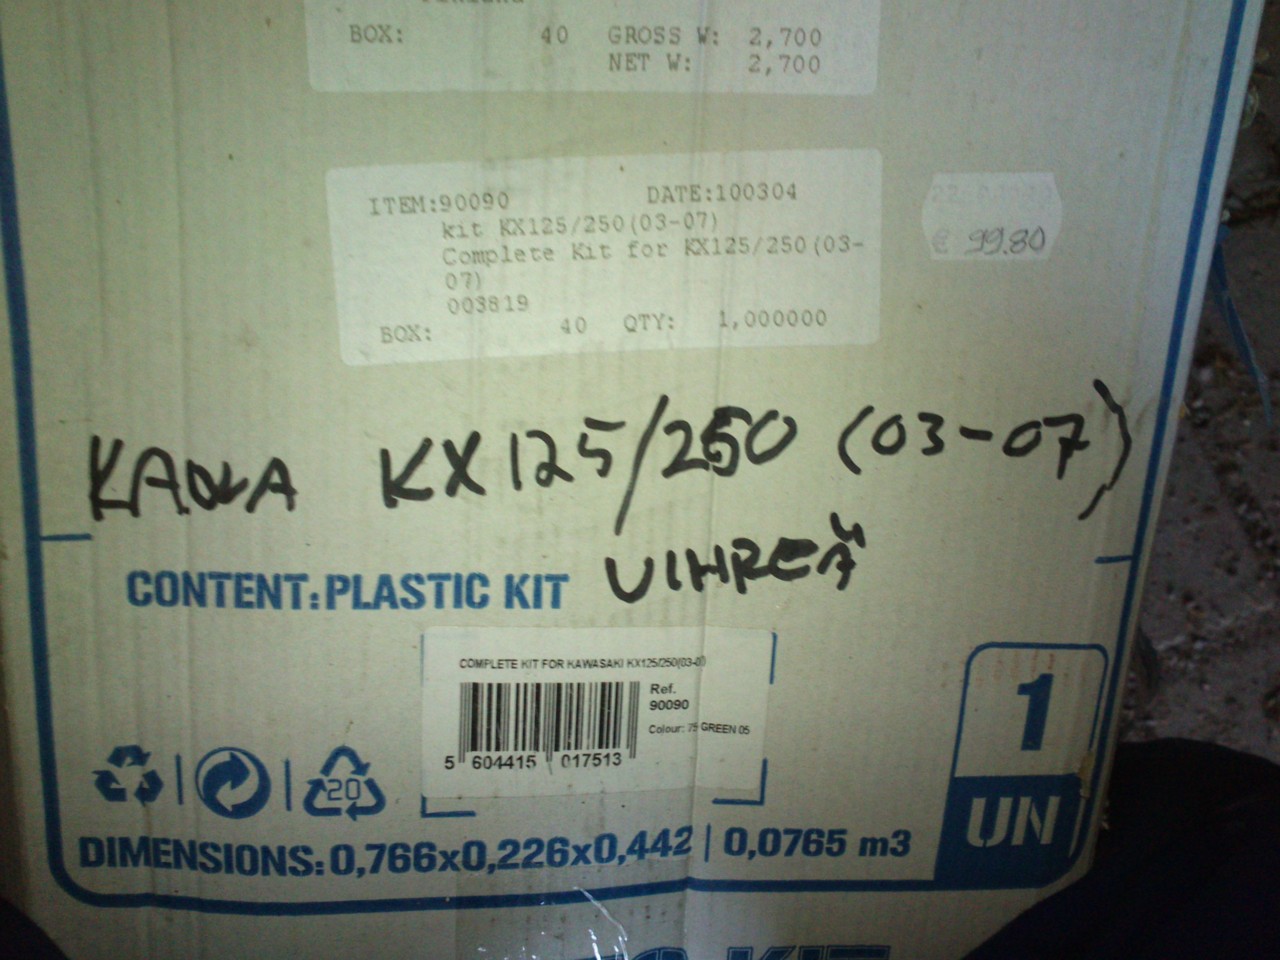 BOX: 40 GROSS W: 2,700
NET W: 2,700
ITEM:90090 DATE:100304
kit KX125/250(03-07)
Complete Kit for KX125/250(03-
07)
003819
BOX: 40 QTY: 1,000000
€ 99.80
KAWA KX125/250 (03-07)
VIHREÄ
CONTENT:PLASTIC KIT
COMPLETE KIT FOR KAWASAKI KX125/250(03-0
Ref.
90090
Colour: 75 GREEN 05
5 604415 017513
20
1
UN
DIMENSIONS:0,766x0,226x0,442 | 0,0765 m3
KIT